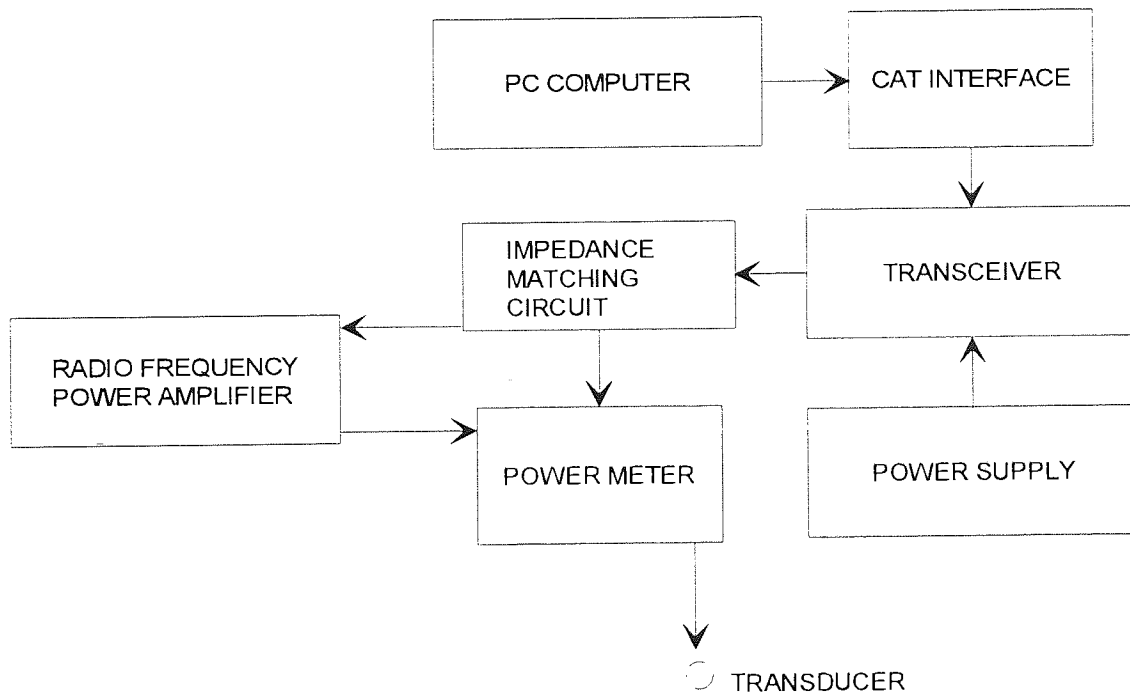 PC COMPUTER
CAT INTERFACE
IMPEDANCE
MATCHING
CIRCUIT
TRANSCEIVER
RADIO FREQUENCY
POWER AMPLIFIER
POWER METER
POWER SUPPLY
TRANSDUCER